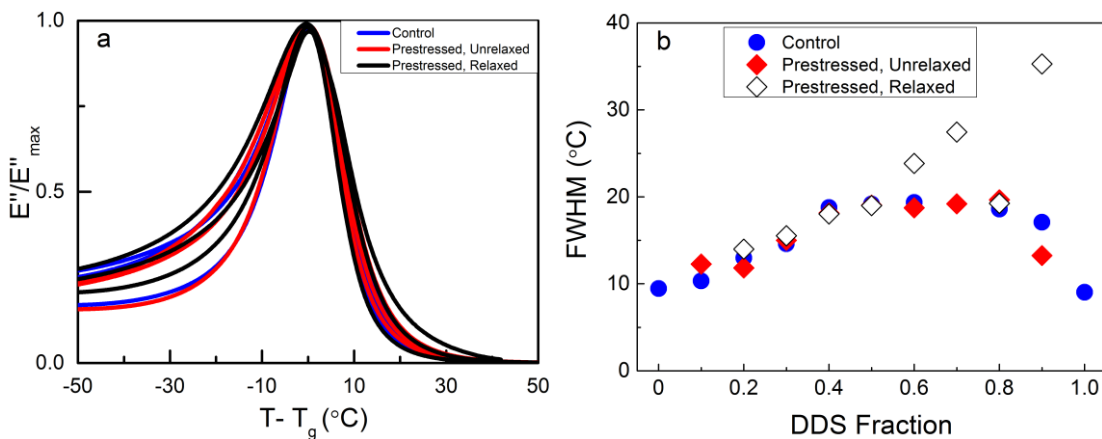 a
Control
Prestressed, Unrelaxed
Prestressed, Relaxed
1.0
0.5
0.0
E''/E''max
-50
-30
-10
10
30
50
T- Tg (°C)
b
Control
Prestressed, Unrelaxed
Prestressed, Relaxed
40
30
20
10
0
FWHM (°C)
0
0.2
0.4
0.6
0.8
1.0
DDS Fraction